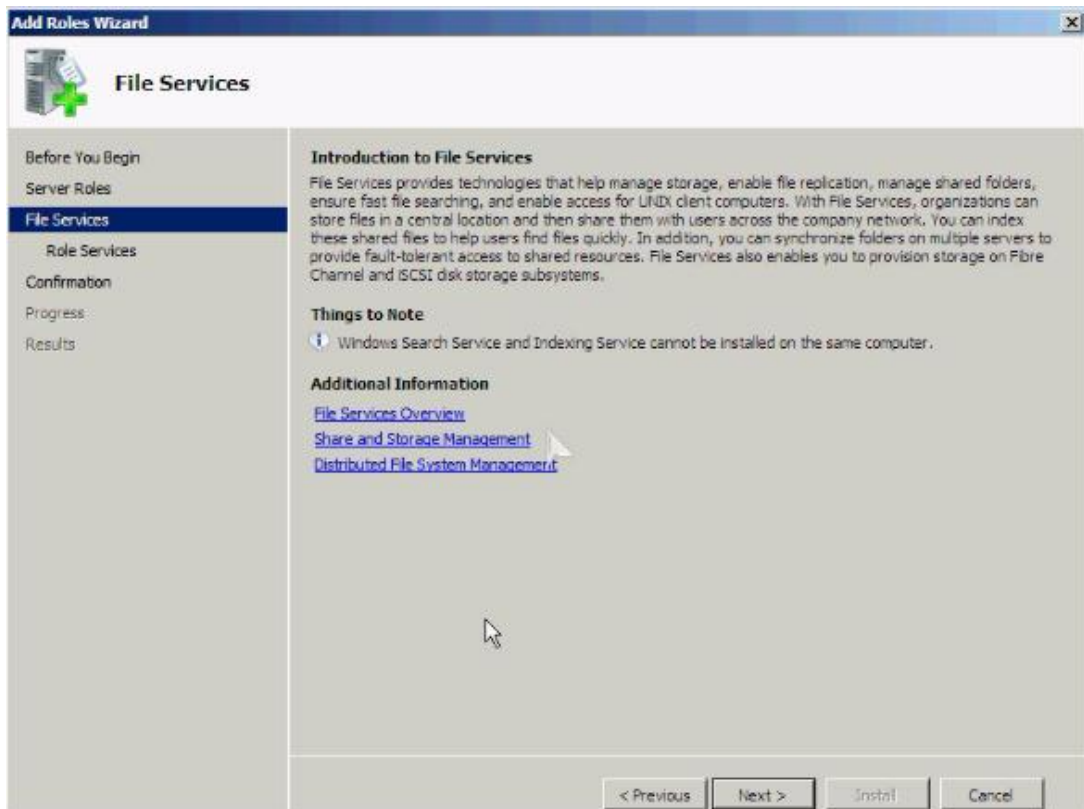 Add Roles Wizard
File Services
Before You Begin
Server Roles
File Services
Role Services
Confirmation
Progress
Results
Introduction to File Services
File Services provides technologies that help manage storage, enable file replication, manage shared folders,
ensure fast file searching, and enable access for UNIX client computers. With File Services, organizations can
store files in a central location and then share them with users across the company network. You can index
these shared files to help users find files quickly. In addition, you can synchronize folders on multiple servers to
provide fault-tolerant access to shared resources. File Services also enables you to provision storage on Fibre
Channel and iSCSI disk storage subsystems.
Things to Note
Windows Search Service and Indexing Service cannot be installed on the same computer.
Additional Information
File Services Overview
Share and Storage Management
Distributed File System Management
< Previous
Next >
Install
Cancel